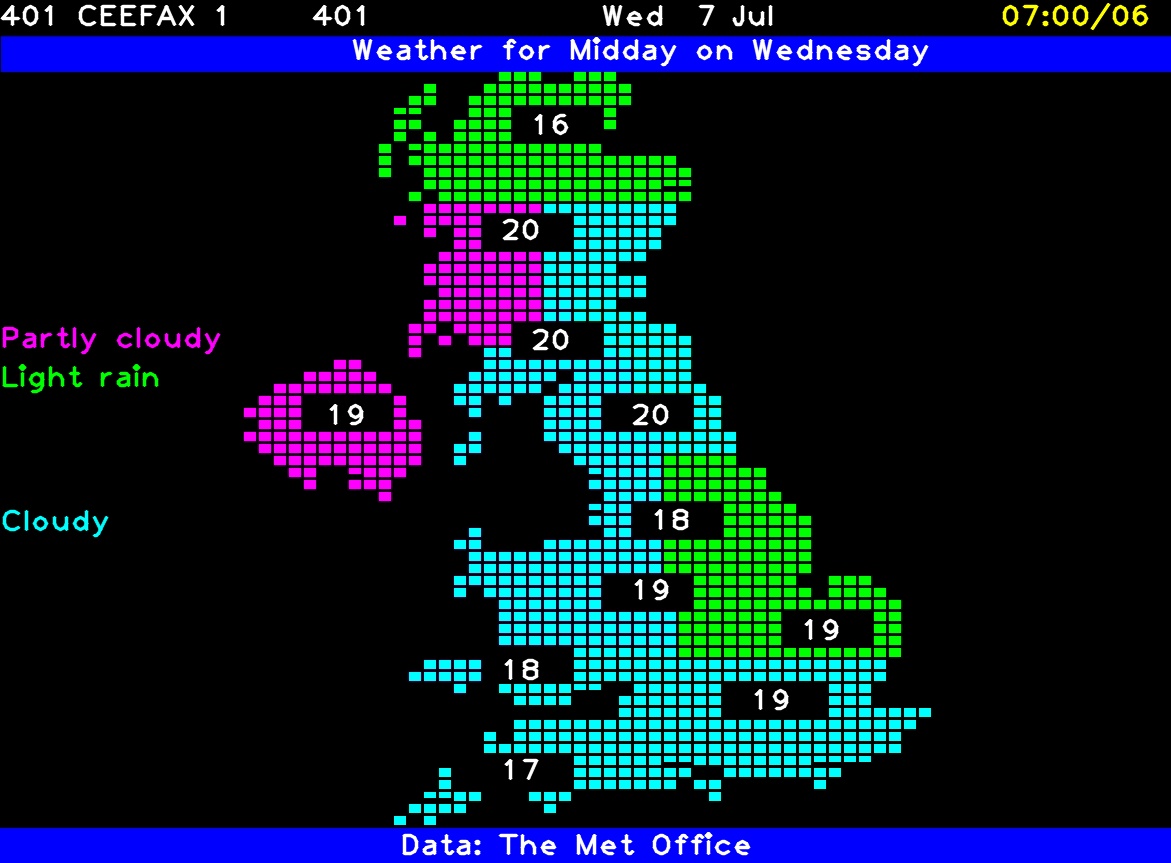 401 CEEFAX 1 401 Wed 7 Jul 07:00/06
Weather for Midday on Wednesday
16
20
20
Partly cloudy
Light rain
19
20
18
Cloudy
19
19
18
19
17
Data: The Met Office